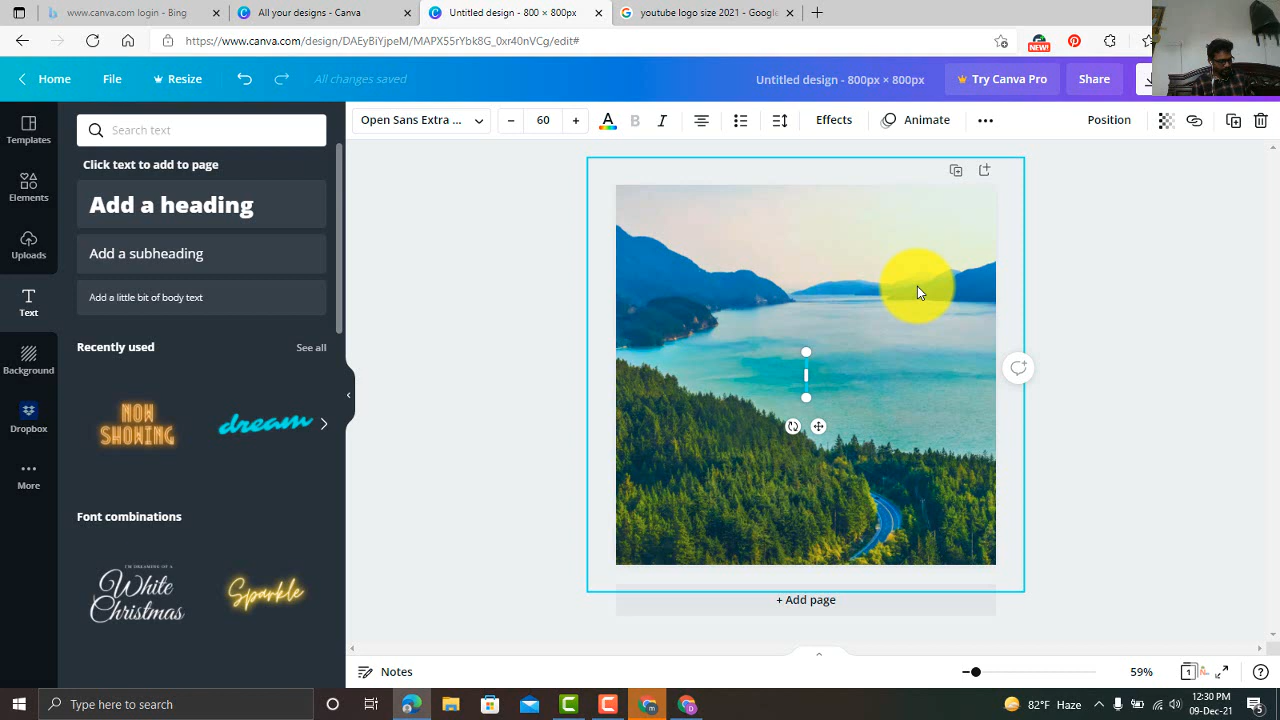 www.canva.com login - Bing
All your designs - Canva
Untitled design - 800 × 800px
youtube logo size 2021 - Google
https://www.canva.com/design/DAEyBiYjpeM/MAPX55rYbk8G_0xr40nVCg/edit#
NEW!
Home
File
Resize
All changes saved
Untitled design - 800px × 800px
Try Canva Pro
Share
Templates
Elements
Uploads
Text
Background
Dropbox
More
Search text
Click text to add to page
Add a heading
Add a subheading
Add a little bit of body text
Recently used
See all
NOW
SHOWING
dream
Font combinations
I'M DREAMING OF A
White
Christmas
Sparkle
Open Sans Extra ...
60
A
B
I
Effects
Animate
Position
+ Add page
Notes
59%
1
Type here to search
82°F Haze
12:30 PM
09-Dec-21